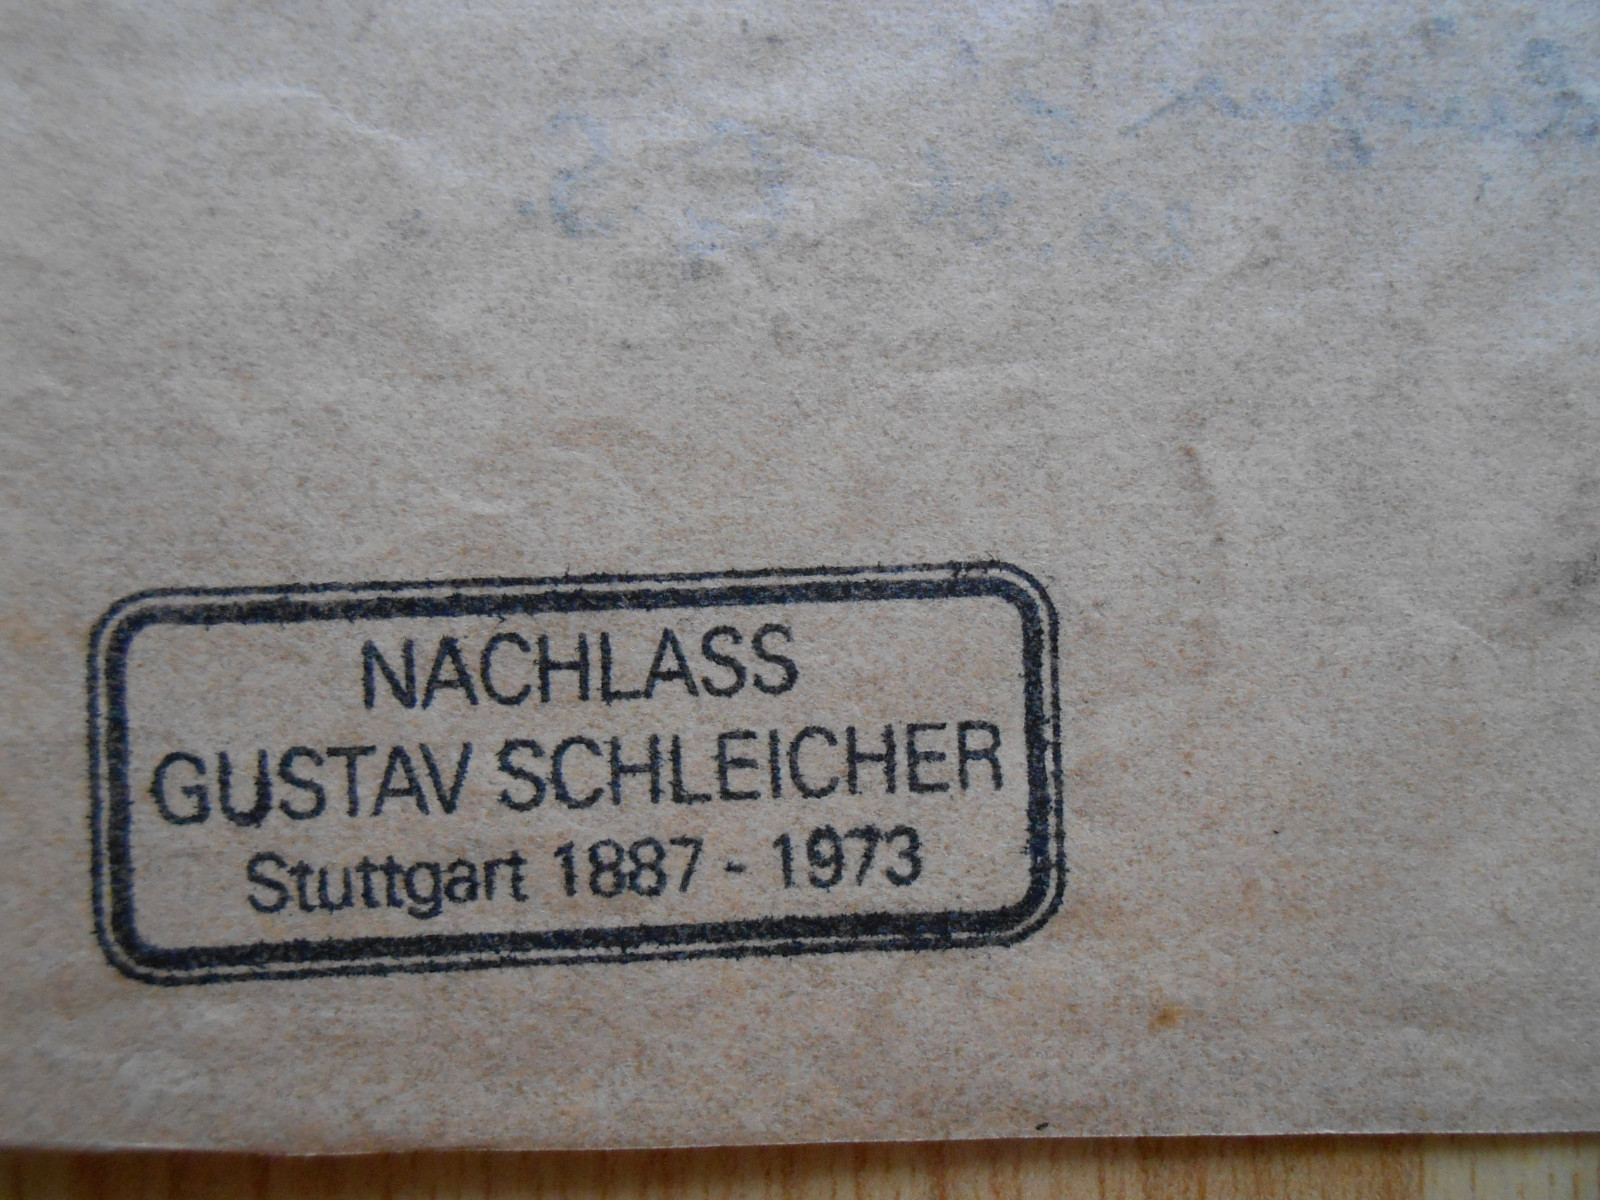 NACHLASS
GUSTAV SCHLEICHER
Stuttgart 1887 - 1973